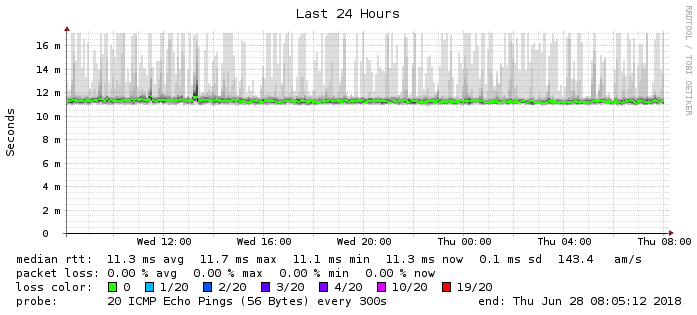 Last 24 Hours
RRDTOOL / TOBI OETIKER
Seconds
16 m
14 m
12 m
10 m
8 m
6 m
4 m
2 m
0
Wed 12:00 Wed 16:00 Wed 20:00 Thu 00:00 Thu 04:00 Thu 08:00
median rtt: 11.3 ms avg 11.7 ms max 11.1 ms min 11.3 ms now 0.1 ms sd 143.4 am/s
packet loss: 0.00 % avg 0.00 % max 0.00 % min 0.00 % now
loss color: 0 1/20 2/20 3/20 4/20 10/20 19/20
probe: 20 ICMP Echo Pings (56 Bytes) every 300s end: Thu Jun 28 08:05:12 2018